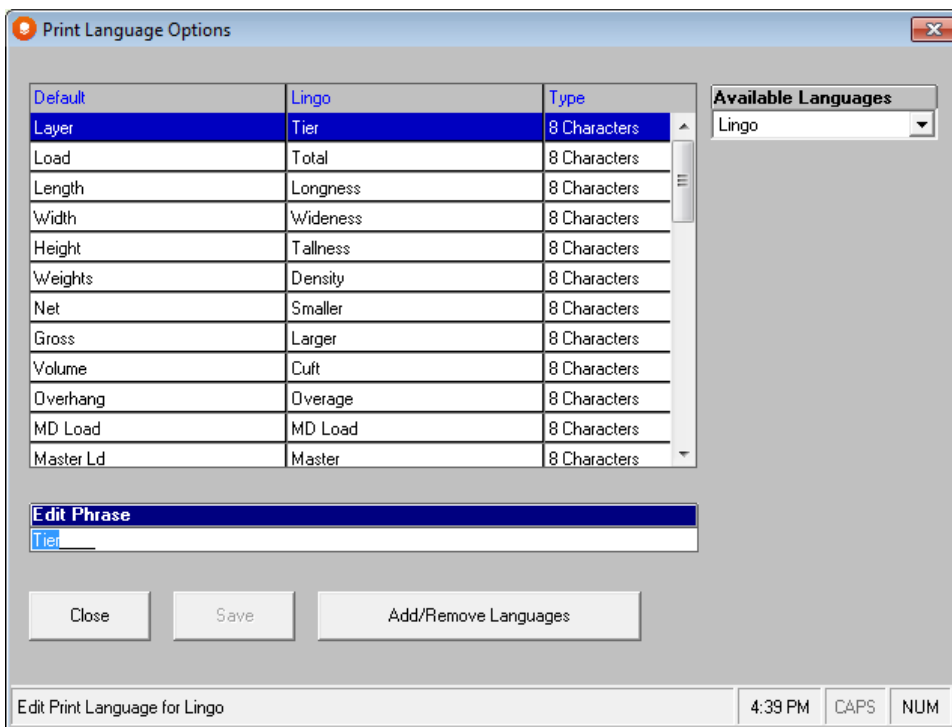 Print Language Options
Default Lingo Type
Layer Tier 8 Characters
Load Total 8 Characters
Length Longness 8 Characters
Width Wideness 8 Characters
Height Tallness 8 Characters
Weights Density 8 Characters
Net Smaller 8 Characters
Gross Larger 8 Characters
Volume Cuft 8 Characters
Overhang Overage 8 Characters
MD Load MD Load 8 Characters
Master Ld Master 8 Characters
Available Languages
Lingo
Edit Phrase
Tier____
Close Save Add/Remove Languages
Edit Print Language for Lingo 4:39 PM CAPS NUM